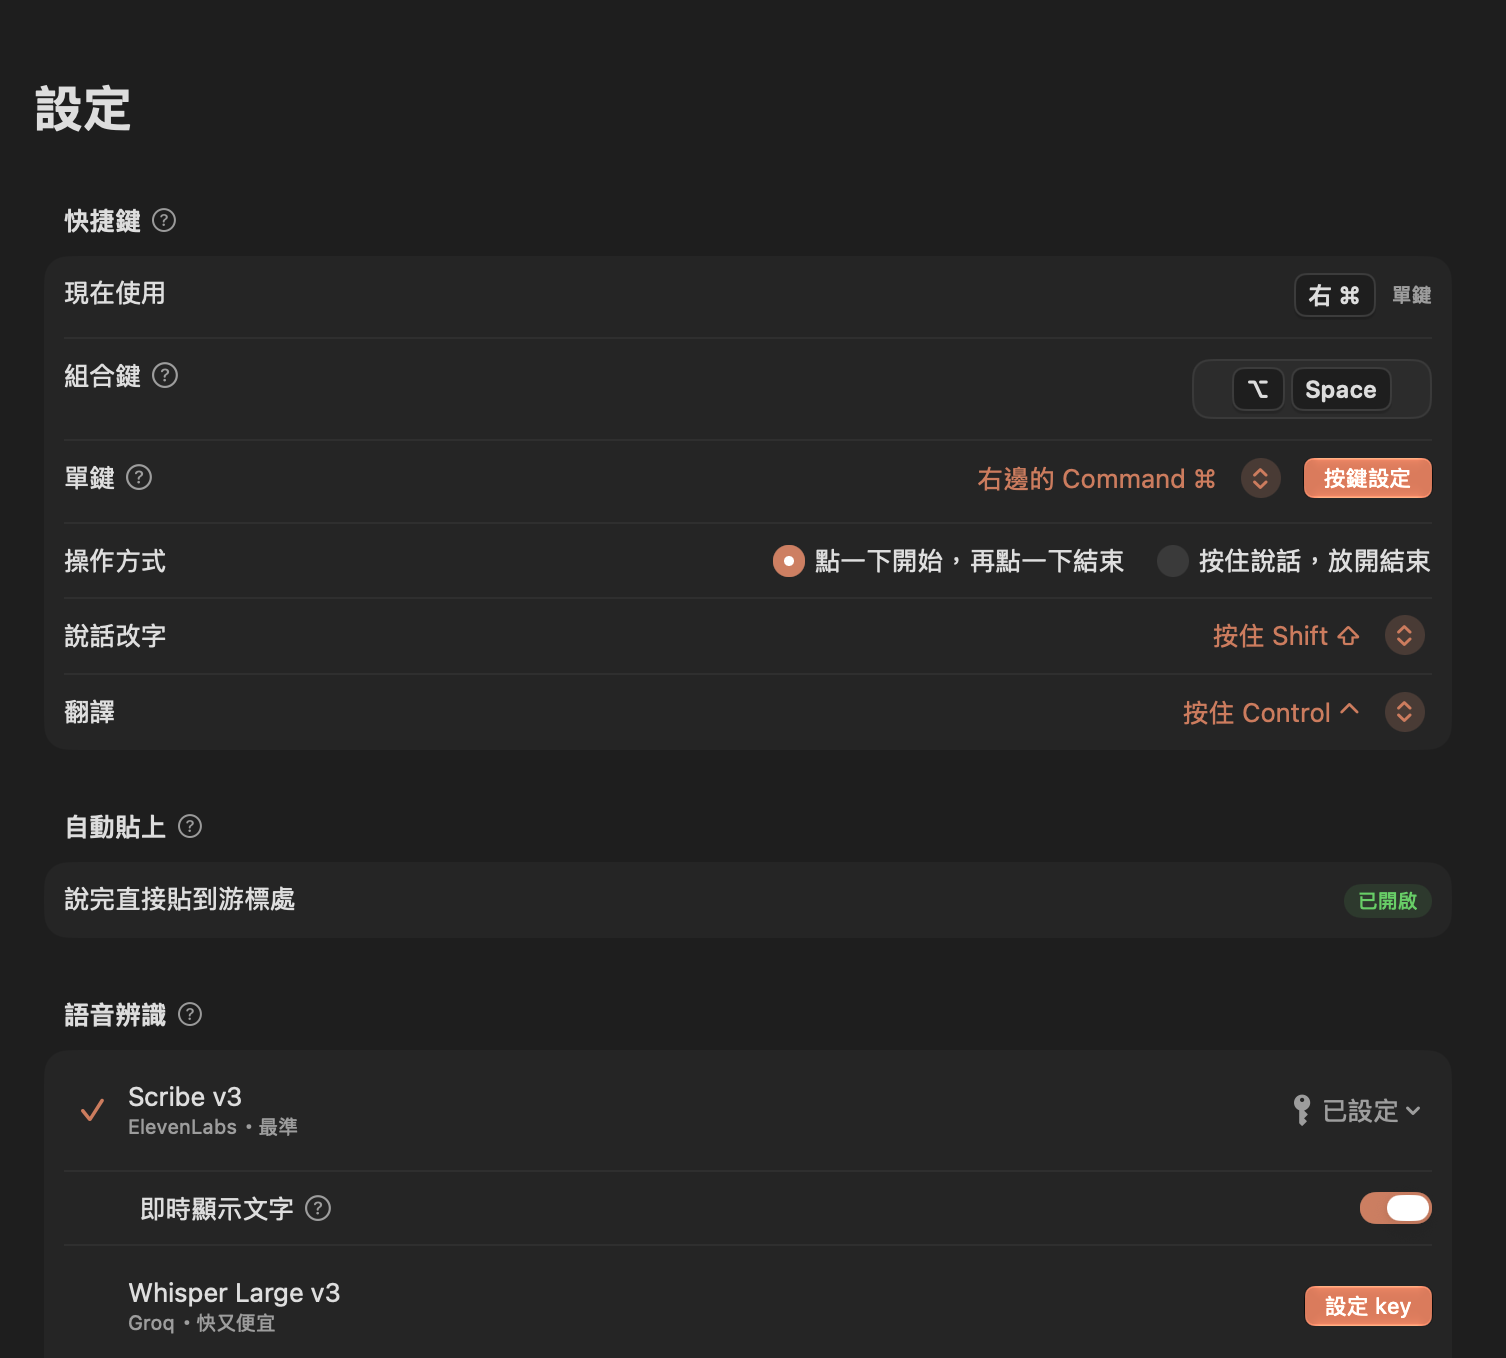 設定
快捷鍵 ?
現在使用 右 ⌘ 單鍵
組合鍵 ? ⌥ Space
單鍵 ? 右邊的 Command ⌘ 按鍵設定
操作方式 點一下開始，再點一下結束 按住說話，放開結束
說話改字 按住 Shift ⇧
翻譯 按住 Control ⌃
自動貼上 ?
說完直接貼到游標處 已開啟
語音辨識 ?
Scribe v3
ElevenLabs・最準
已設定
即時顯示文字 ?
Whisper Large v3
Groq・快又便宜
設定 key